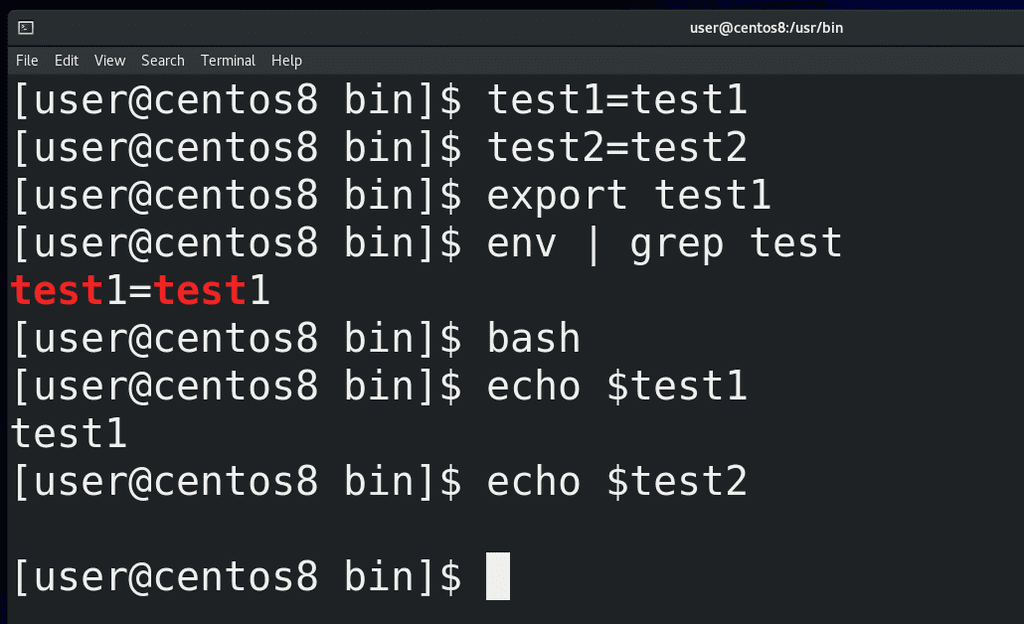 user@centos8:/usr/bin
File Edit View Search Terminal Help
[user@centos8 bin]$ test1=test1
[user@centos8 bin]$ test2=test2
[user@centos8 bin]$ export test1
[user@centos8 bin]$ env | grep test
test1=test1
[user@centos8 bin]$ bash
[user@centos8 bin]$ echo $test1
test1
[user@centos8 bin]$ echo $test2
[user@centos8 bin]$